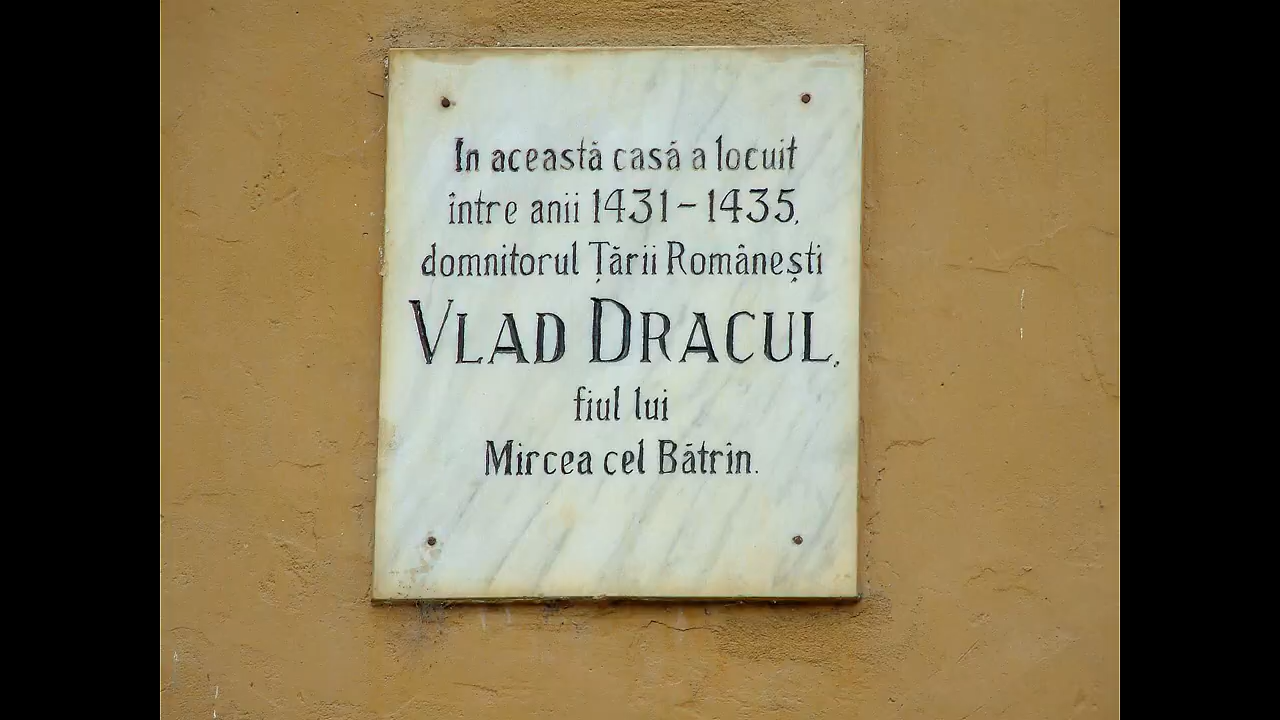 In această casă a locuit
între anii 1431-1435,
domnitorul Țării Românești
VLAD DRACUL,
fiul lui
Mircea cel Bătrîn.